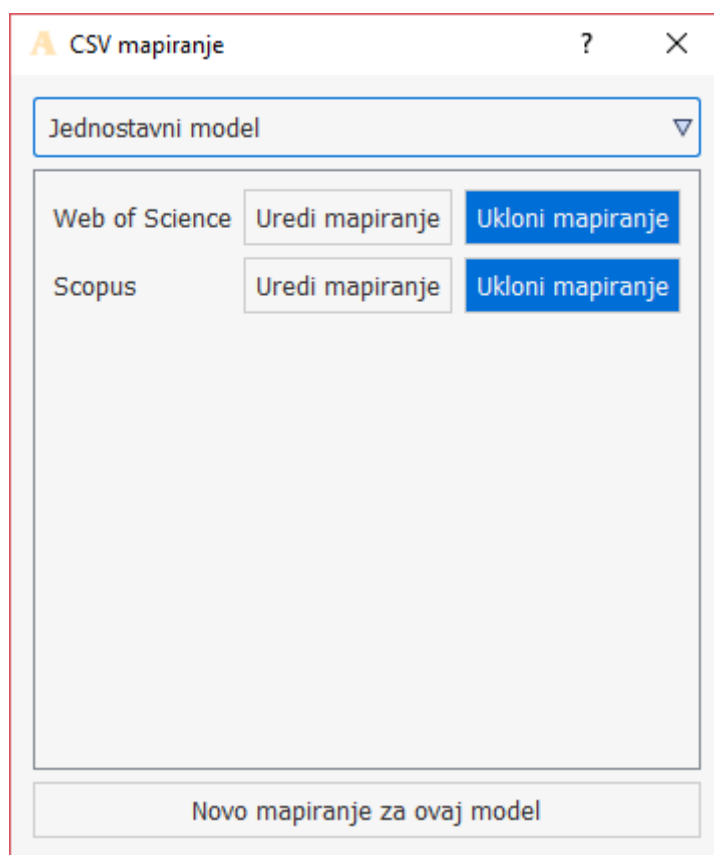 A CSV mapiranje ?
Jednostavni model
Web of Science Uredi mapiranje Ukloni mapiranje
Scopus Uredi mapiranje Ukloni mapiranje
Novo mapiranje za ovaj model